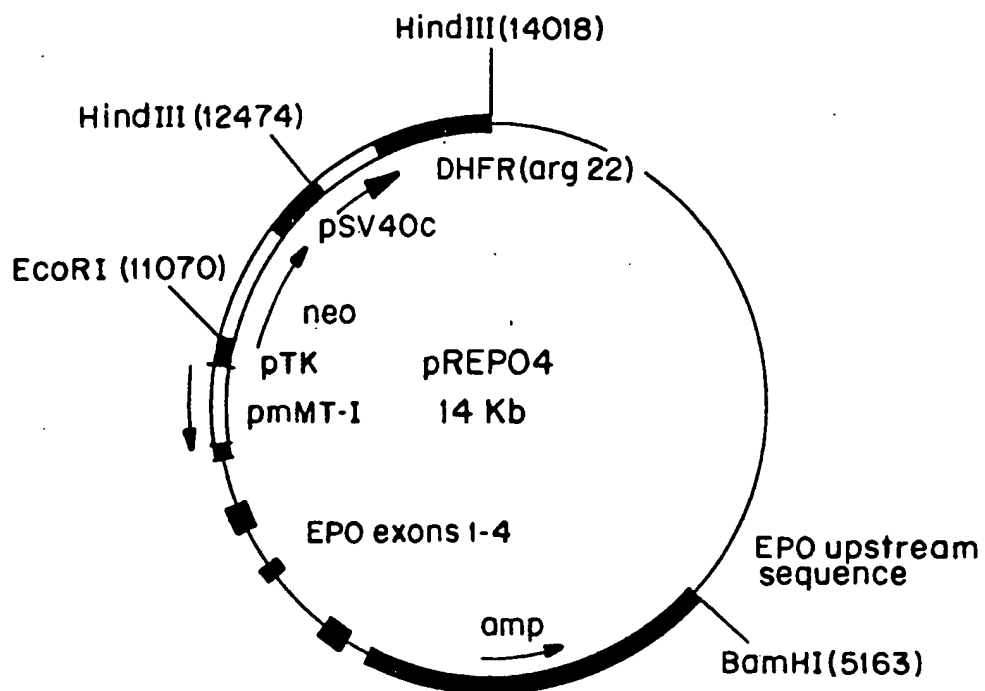 HindIII (14018)
HindIII (12474)
DHFR (arg 22)
pSV40c
EcoRI (11070)
neo
pTK
pREPO4
pmMT-I
14 Kb
EPO exons 1-4
EPO upstream
sequence
amp
BamHI (5163)